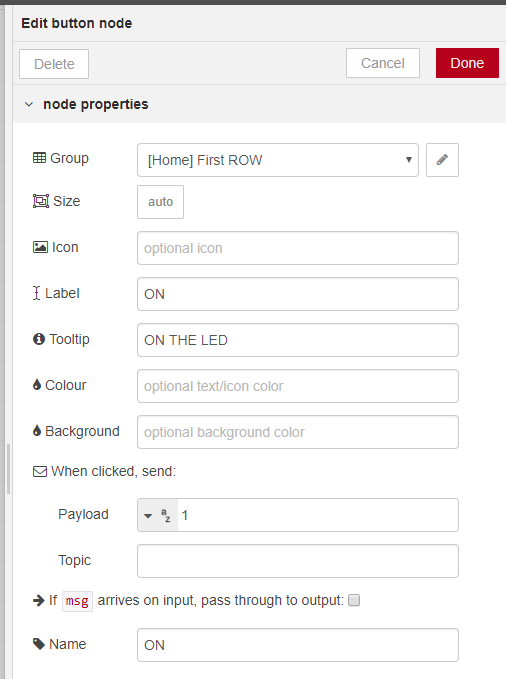 Edit button node
Delete Cancel Done
node properties
Group [Home] First ROW
Size auto
Icon optional icon
Label ON
Tooltip ON THE LED
Colour optional text/icon color
Background optional background color
When clicked, send:
Payload az 1
Topic
If msg arrives on input, pass through to output:
Name ON